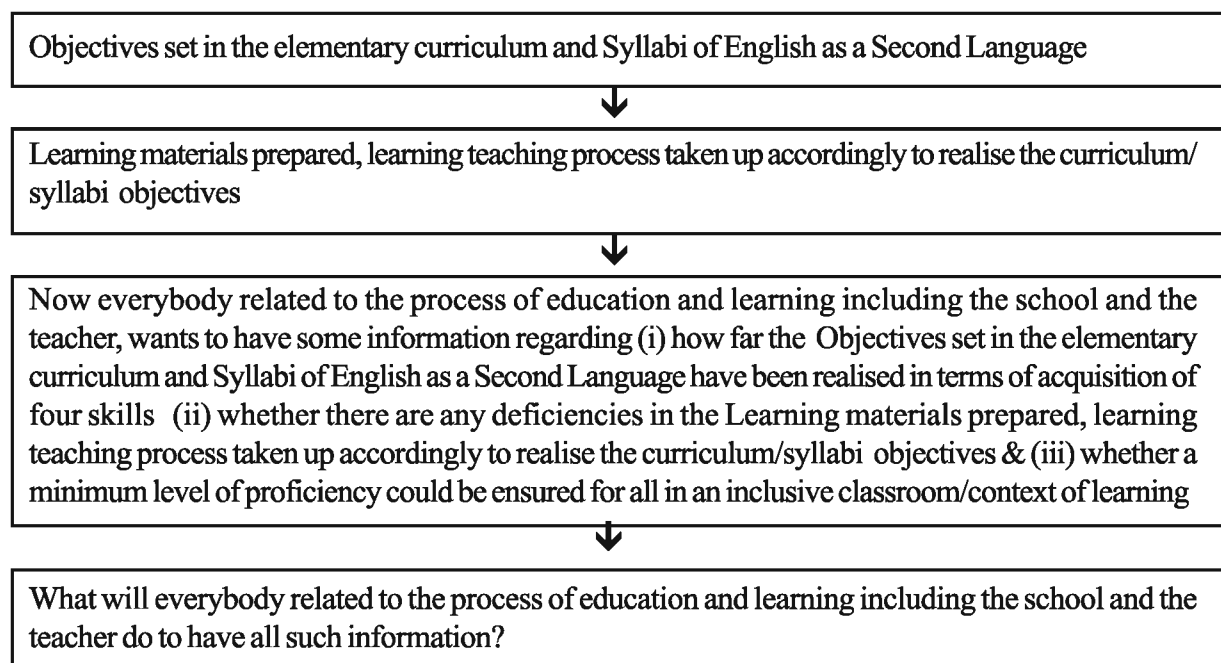 Objectives set in the elementary curriculum and Syllabi of English as a Second Language
Learning materials prepared, learning teaching process taken up accordingly to realise the curriculum/
syllabi objectives
Now everybody related to the process of education and learning including the school and the
teacher, wants to have some information regarding (i) how far the Objectives set in the elementary
curriculum and Syllabi of English as a Second Language have been realised in terms of acquisition of
four skills (ii) whether there are any deficiencies in the Learning materials prepared, learning
teaching process taken up accordingly to realise the curriculum/syllabi objectives & (iii) whether a
minimum level of proficiency could be ensured for all in an inclusive classroom/context of learning
What will everybody related to the process of education and learning including the school and the
teacher do to have all such information?